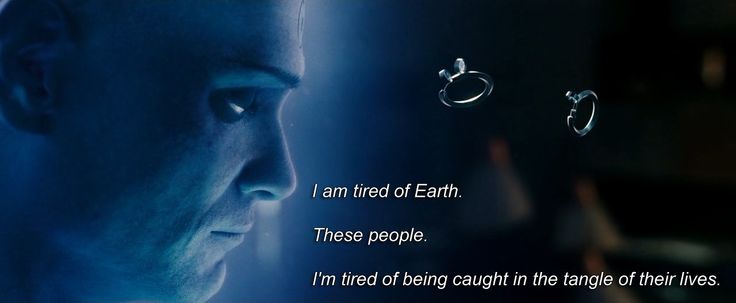 I am tired of Earth.
These people.
I'm tired of being caught in the tangle of their lives.